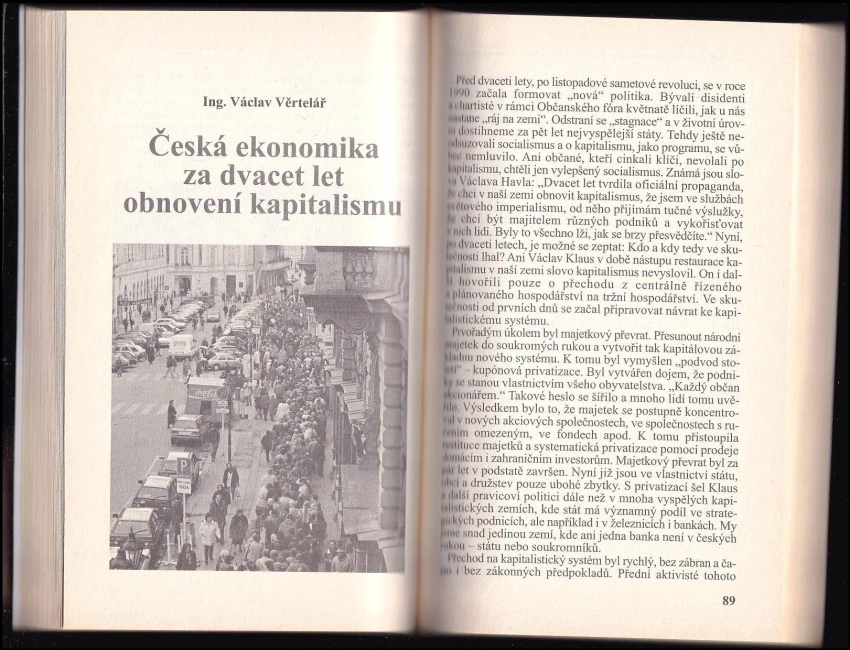 Ing. Václav Věrtelář
Česká ekonomika
za dvacet let
obnovení kapitalismu
Coca-Cola
P
Před dvaceti lety, po listopadové sametové revoluci, se v roce
1990 začala formovat „nová“ politika. Bývalí disidenti
a chartisté v rámci Občanského fóra květnatě líčili, jak u nás
nastane „ráj na zemi“. Odstraní se „stagnace“ a v životní úrov-
ni dostihneme za pět let nejvyspělejší státy. Tehdy ještě ne-
odsuzovali socialismus a o kapitalismu, jako programu, se vů-
bec nemluvilo. Ani občané, kteří cinkali klíči, nevolali po
kapitalismu, chtěli jen vylepšený socialismus. Známá jsou slo-
va Václava Havla: „Dvacet let tvrdila oficiální propaganda,
že chci v naší zemi obnovit kapitalismus, že jsem ve službách
světového imperialismu, od něho přijímám tučné výslužky,
že chci být majitelem různých podniků a vykořisťovat
v nich lidi. Byly to všechno lži, jak se brzy přesvědčíte.“ Nyní,
po dvaceti letech, je možné se zeptat: Kdo a kdy tedy ve sku-
tečnosti lhal? Ani Václav Klaus v době nástupu restaurace ka-
pitalismu v naší zemi slovo kapitalismus nevyslovil. On i dal-
ší hovořili pouze o přechodu z centrálně řízeného
a plánovaného hospodářství na tržní hospodářství. Ve sku-
tečnosti od prvních dnů se začal připravovat návrat ke kapi-
talistickému systému.
Prvořadým úkolem byl majetkový převrat. Přesunout národní
majetek do soukromých rukou a vytvořit tak kapitálovou zá-
kladnu nového systému. K tomu byl vymyšlen „podvod sto-
letí“ – kupónová privatizace. Byl vytvářen dojem, že podni-
ky se stanou vlastnictvím všeho obyvatelstva. „Každý občan
akcionářem.“ Takové heslo se šířilo a mnoho lidí tomu uvě-
řilo. Výsledkem bylo to, že majetek se postupně koncentro-
val v nových akciových společnostech, ve společnostech s ru-
čením omezeným, ve fondech apod. K tomu přistoupila
restituce majetků a systematická privatizace pomocí prodeje
domácím i zahraničním investorům. Majetkový převrat byl za
pár let v podstatě završen. Nyní již jsou ve vlastnictví státu,
obcí a družstev pouze ubohé zbytky. S privatizací šel Klaus
a další pravicoví politici dále než v mnoha vyspělých kapi-
talistických zemích, kde stát má významný podíl ve strate-
gických podnicích, ale například i v železnicích i bankách. My
jsme snad jedinou zemí, kde ani jedna banka není v českých
rukou – státu nebo soukromníků.
Přechod na kapitalistický systém byl rychlý, bez zábran a ča-
sto i bez zákonných předpokladů. Přední aktivisté tohoto
89